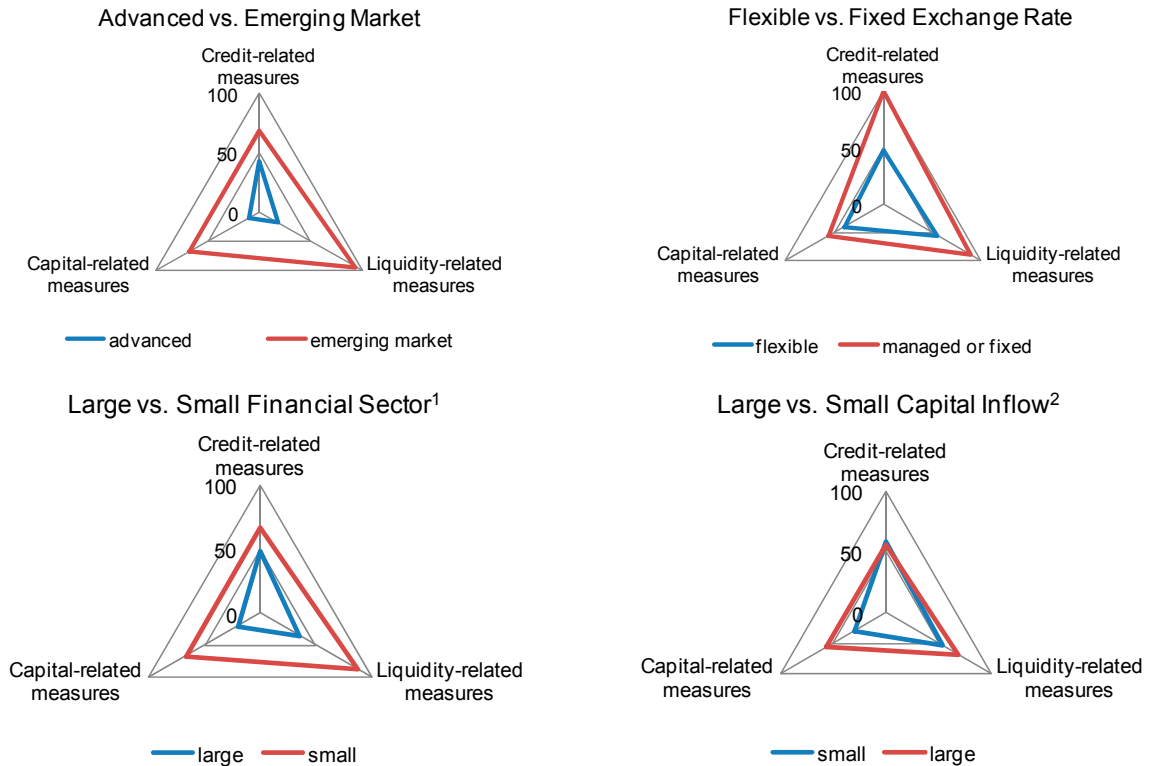 Advanced vs. Emerging Market
Credit-related
measures
100
50
0
Capital-related
measures
Liquidity-related
measures
advanced
emerging market
Flexible vs. Fixed Exchange Rate
Credit-related
measures
100
50
0
Capital-related
measures
Liquidity-related
measures
flexible
managed or fixed
Large vs. Small Financial Sector1
Credit-related
measures
100
50
0
Capital-related
measures
Liquidity-related
measures
large
small
Large vs. Small Capital Inflow2
Credit-related
measures
100
50
0
Capital-related
measures
Liquidity-related
measures
small
large